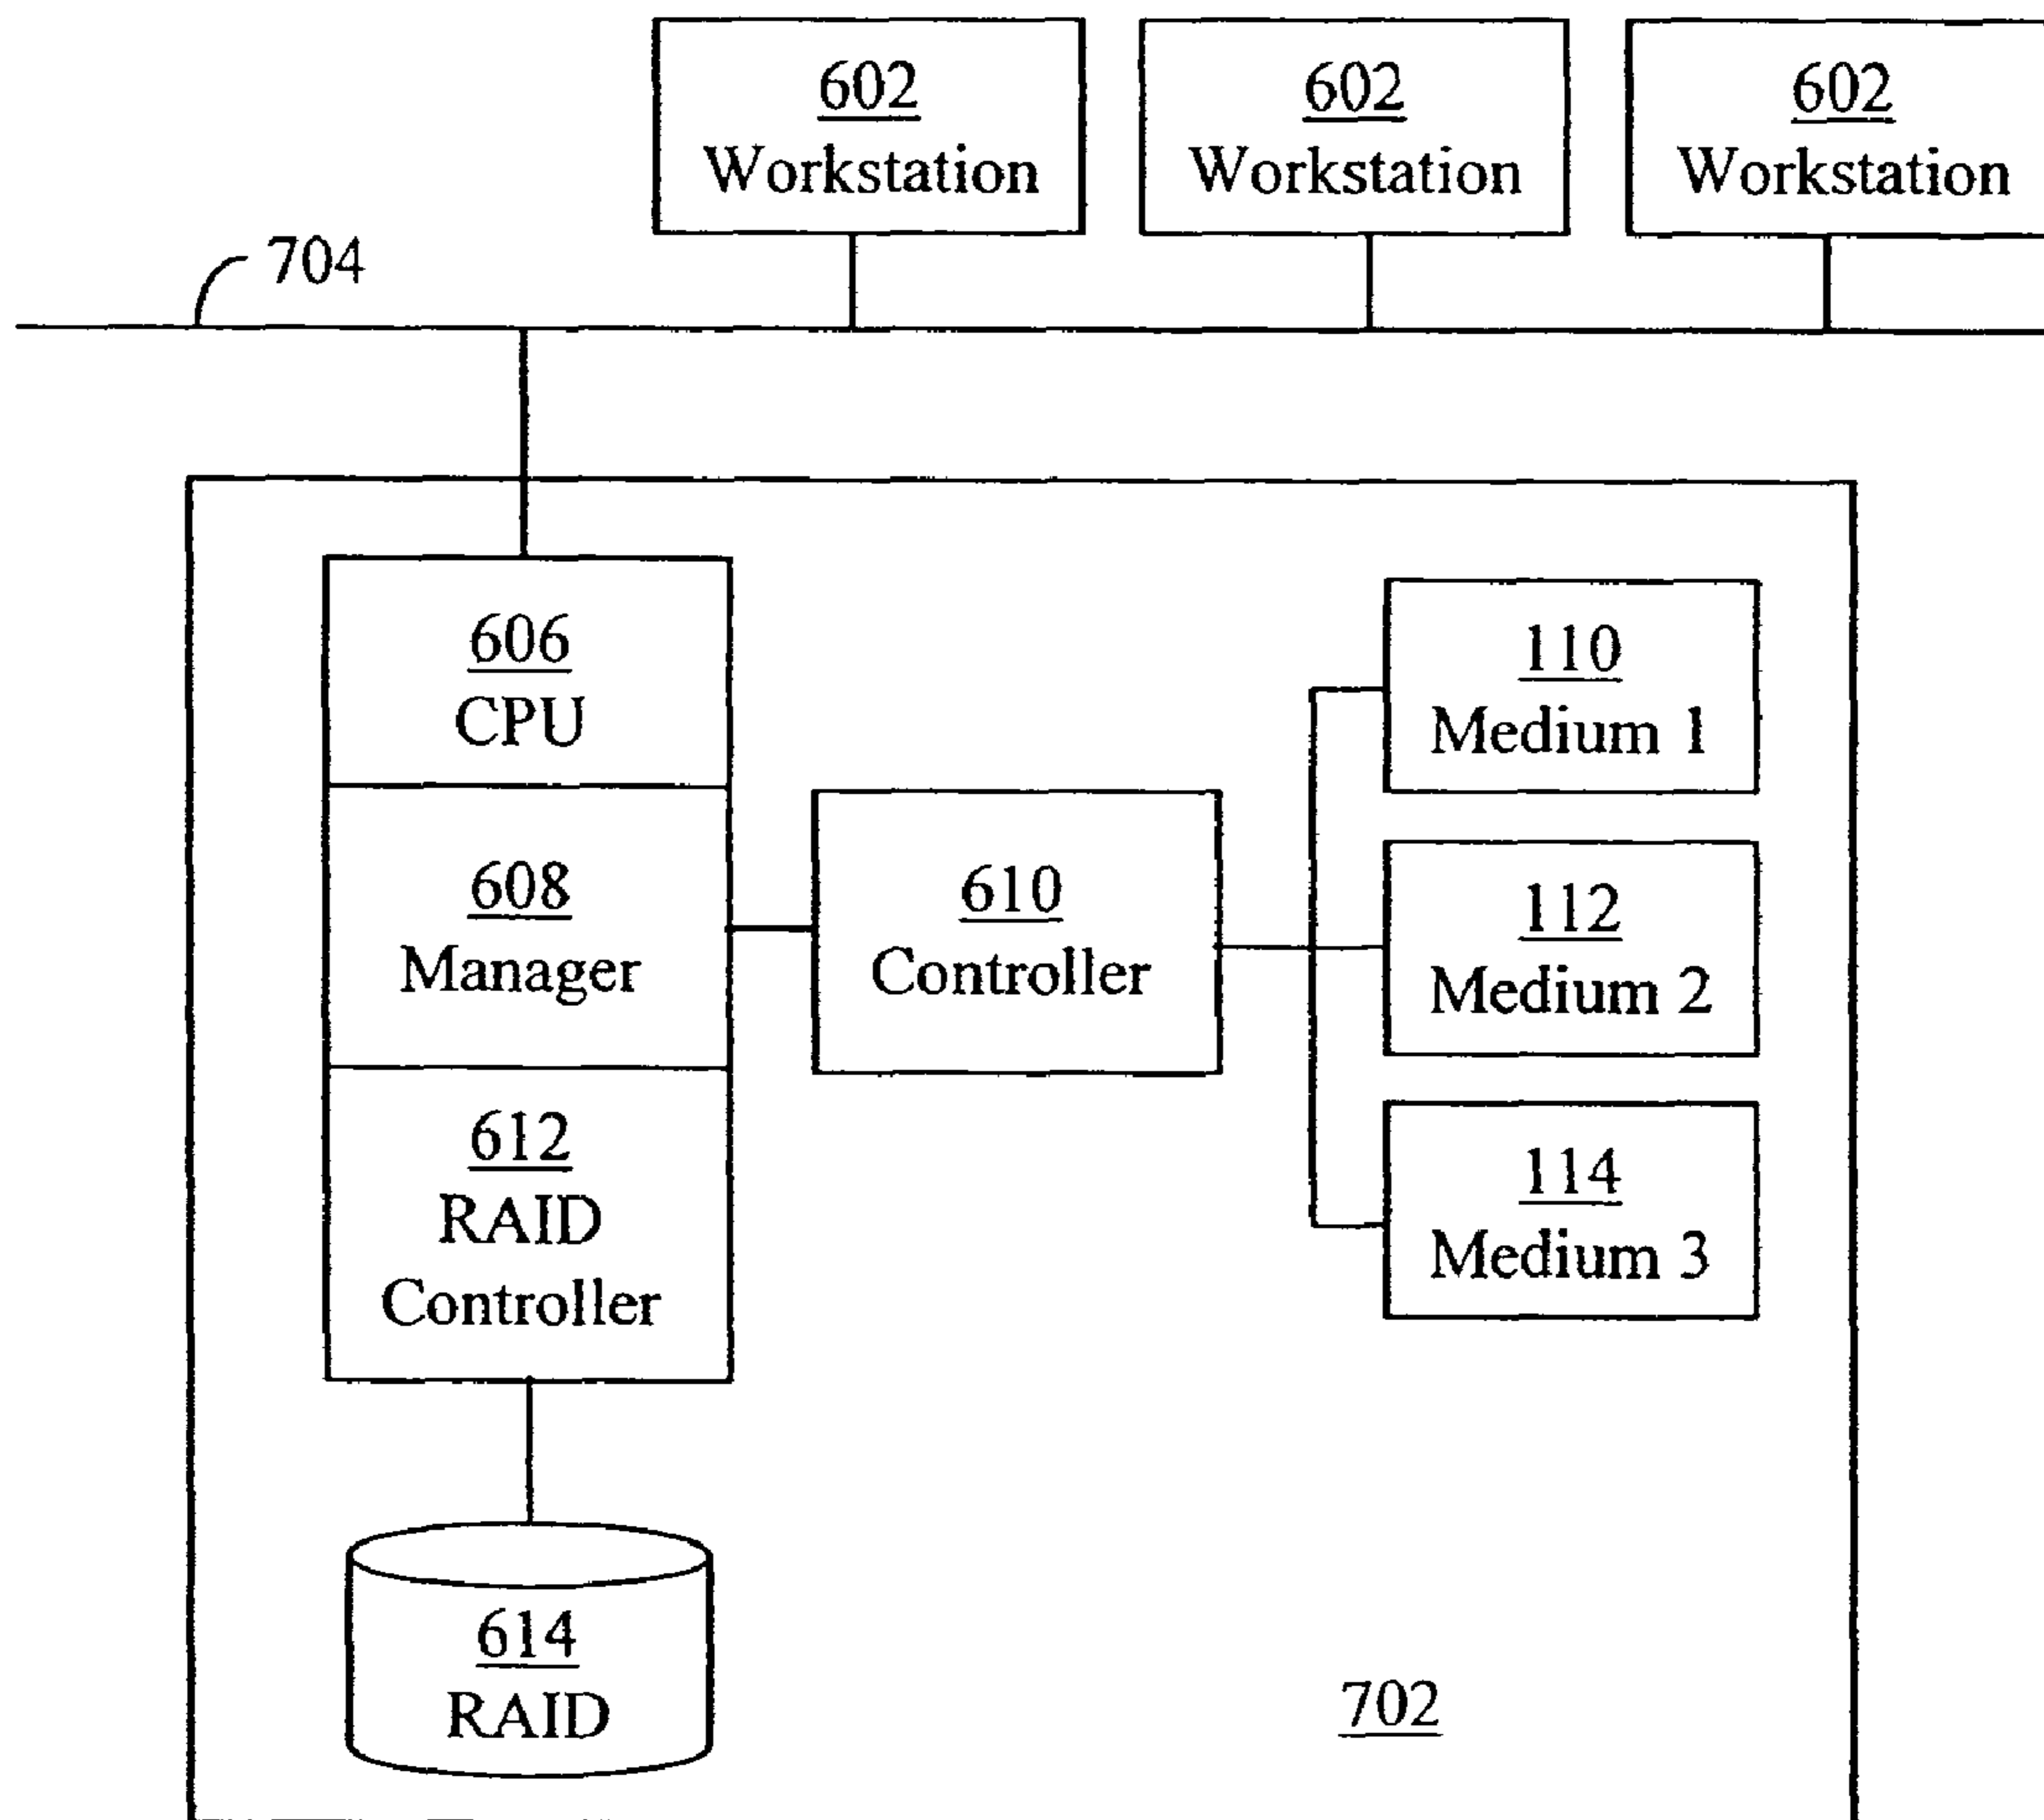 602
Workstation
602
Workstation
602
Workstation
704
606
CPU
608
Manager
612
RAID
Controller
610
Controller
110
Medium 1
112
Medium 2
114
Medium 3
614
RAID
702